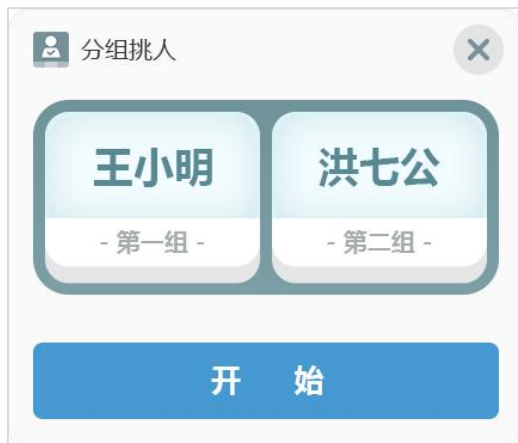 分组挑人
王小明 洪七公
- 第一组 - - 第二组 -
开 始